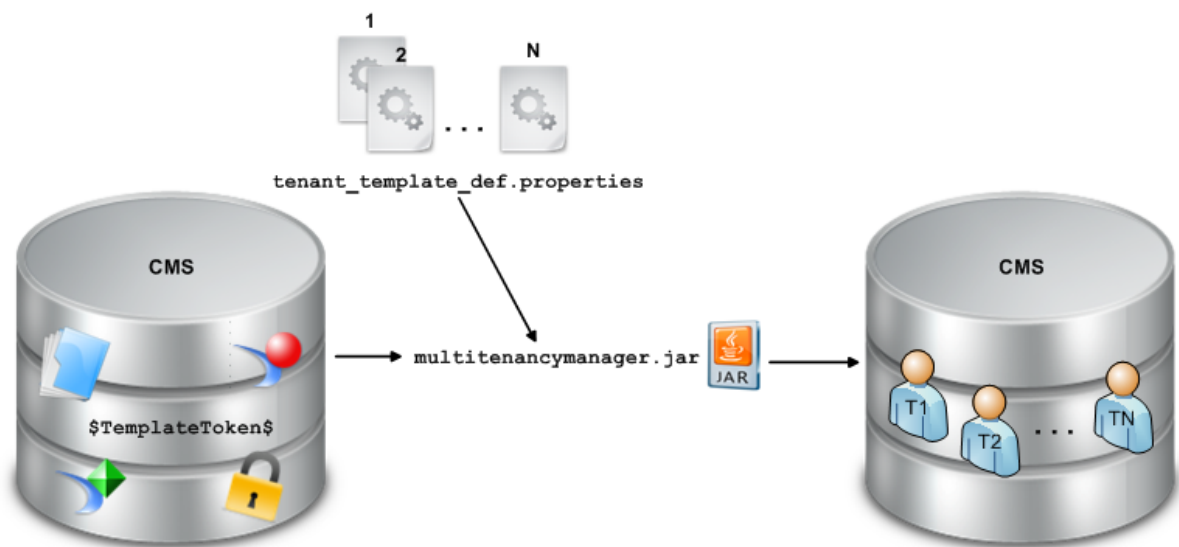 1
2
N
...
tenant_template_def.properties
CMS
CMS
multitenancymanager.jar
JAR
$TemplateToken$
T1
T2
...
TN